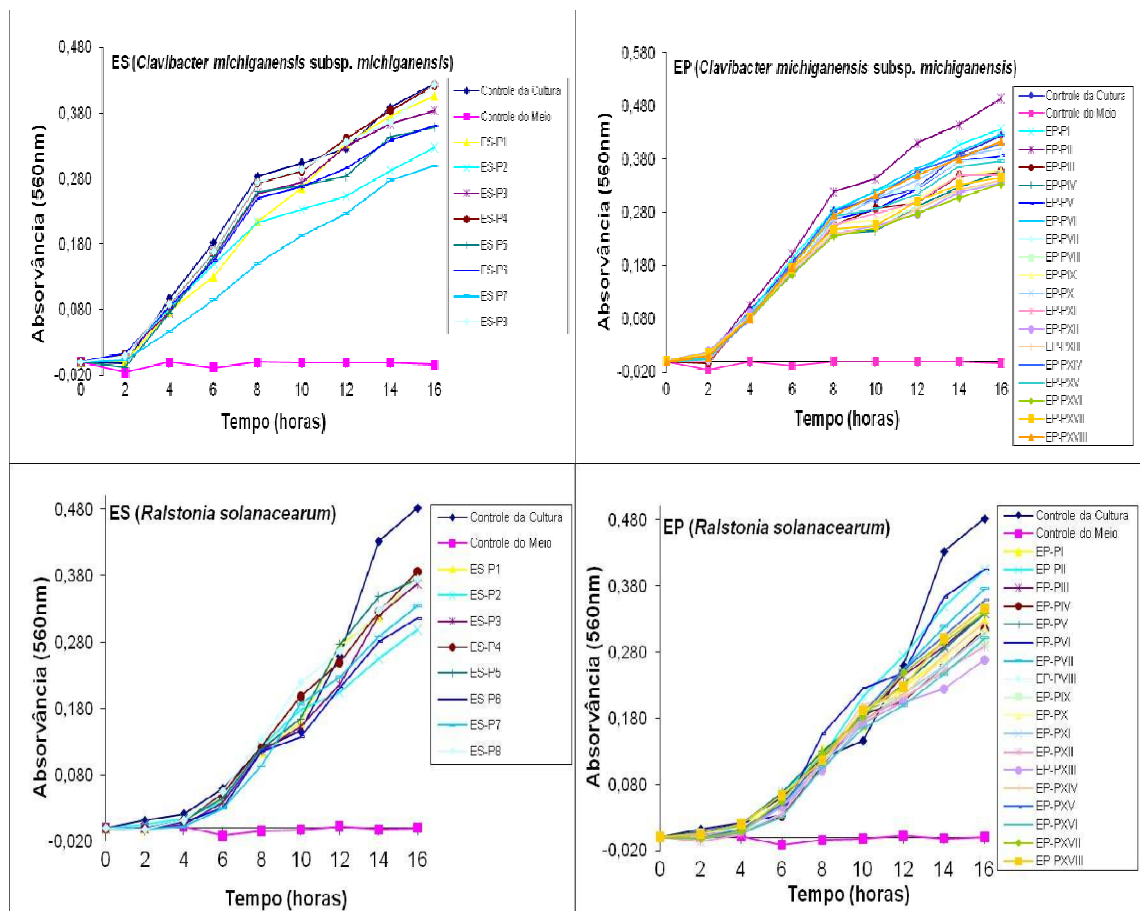 ES (Clavibacter michiganensis subsp. michiganensis)
Absorvância (560nm)
0,480
0,380
0,280
0,180
0,080
-0,020
0 2 4 6 8 10 12 14 16
Tempo (horas)
Controle da Cultura
Controle do Meio
ES-P1
ES-P2
ES-P3
ES-P4
ES-P5
ES-P6
ES-P7
EP (Clavibacter michiganensis subsp. michiganensis)
Absorvância (560nm)
0,580
0,480
0,380
0,280
0,180
0,080
-0,020
0 2 4 6 8 10 12 14 16
Tempo (horas)
Controle da Cultura
Controle do Meio
EP-PI
EP-PII
EP-PIII
EP-PIV
EP-PV
EP-PVI
EP-PVII
EP-PVIII
EP-PIX
EP-PX
EP-PXII
EP-PXIII
EP-PXIV
EP-PXV
EP-PXVI
EP-PXVII
EP-PXVIII
ES (Ralstonia solanacearum)
Absorvância (560nm)
0,480
0,380
0,280
0,180
0,080
-0,020
0 2 4 6 8 10 12 14 16
Tempo (horas)
Controle da Cultura
Controle do Meio
ES-P1
ES-P2
ES-P3
ES-P4
ES-P5
ES-P6
ES-P7
ES-P8
EP (Ralstonia solanacearum)
Absorvância (560nm)
0,480
0,380
0,280
0,180
0,080
-0,020
0 2 4 6 8 10 12 14 16
Tempo (horas)
Controle da Cultura
Controle do Meio
EP-PI
EP-PII
EP-PIII
EP-PIV
EP-PV
EP-PVI
EP-PVII
EP-PVIII
EP-PIX
EP-PX
EP-PXI
EP-PXII
EP-PXIII
EP-PXIV
EP-PXV
EP-PXVI
EP-PXVII
EP PXVIII